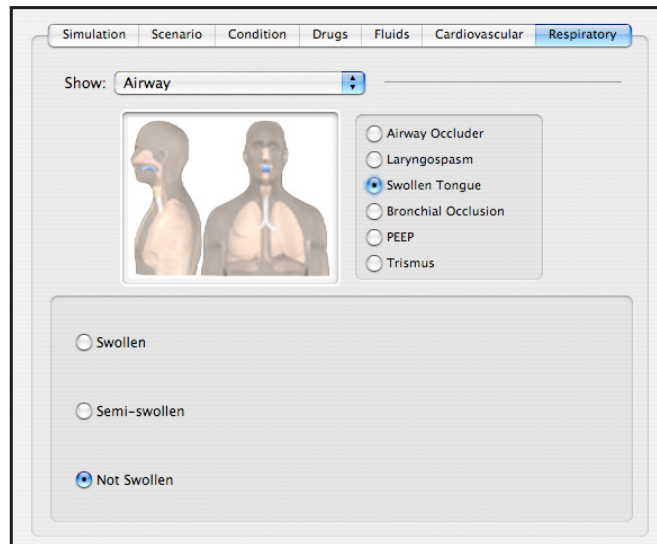 Simulation Scenario Condition Drugs Fluids Cardiovascular Respiratory
Show: Airway
Airway Occluder
Laryngospasm
Swollen Tongue
Bronchial Occlusion
PEEP
Trismus
Swollen
Semi-swollen
Not Swollen